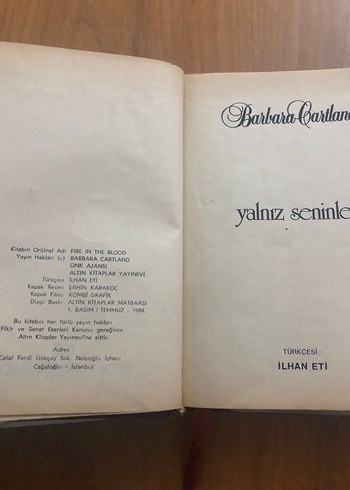 Kitabın Orijinal Adı FIRE IN THE BLOOD
Yayın Hakları (c) BARBARA CARTLAND
ONK AJANSI
ALTIN KİTAPLAR YAYINEVİ
Türkçesi İLHAN ETİ
Kapak Resmi ŞAHİN KARAKOÇ
Kapak Filmi KOMBİ GRAFİK
Dizgi Baskı ALTIN KİTAPLAR MATBAASI
1. BASIM / TEMMUZ - 1984
Bu kitabın her türlü yayın hakları
Fikir ve Sanat Eserleri Kanunu gereğince
Altın Kitaplar Yayınevi'ne aittir.
Adres
Celal Ferdi Gökçay Sok. Nebioğlu İşhanı
Cağaloğlu - İstanbul
Barbara Cartland
yalnız seninle
TÜRKÇESİ :
İLHAN ETİ